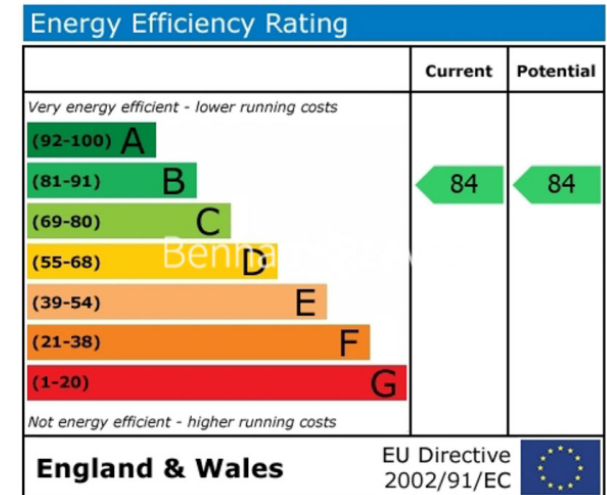 Energy Efficiency Rating
Current Potential
Very energy efficient - lower running costs
(92-100) A
(81-91) B 84 84
(69-80) C
(55-68) D
(39-54) E
(21-38) F
(1-20) G
Not energy efficient - higher running costs
England & Wales
EU Directive
2002/91/EC